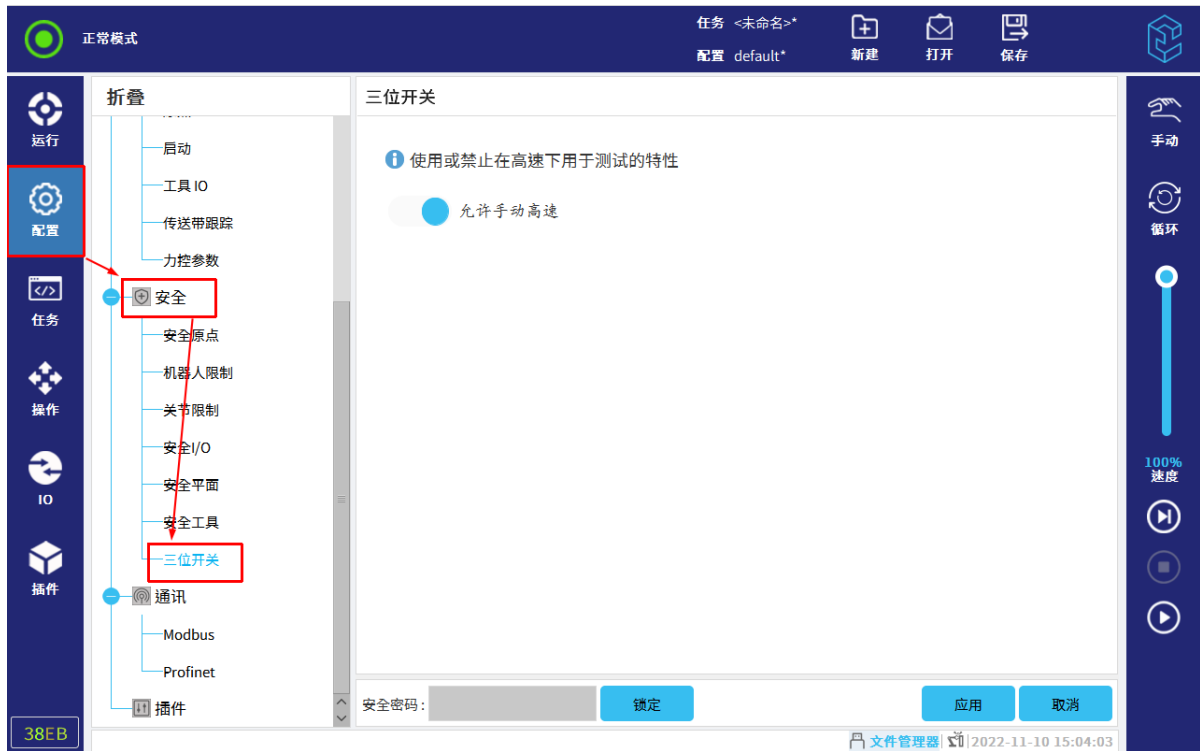 正常模式
任务 <未命名>*
配置 default*
新建
打开
保存
运行
配置
任务
操作
IO
插件
38EB
折叠
启动
工具 IO
传送带跟踪
力控参数
安全
安全原点
机器人限制
关节限制
安全I/O
安全平面
安全工具
三位开关
通讯
Modbus
Profinet
插件
三位开关
使用或禁止在高速下用于测试的特性
允许手动高速
安全密码:
锁定
应用
取消
文件管理器
2022-11-10 15:04:03
手动
循环
100%
速度